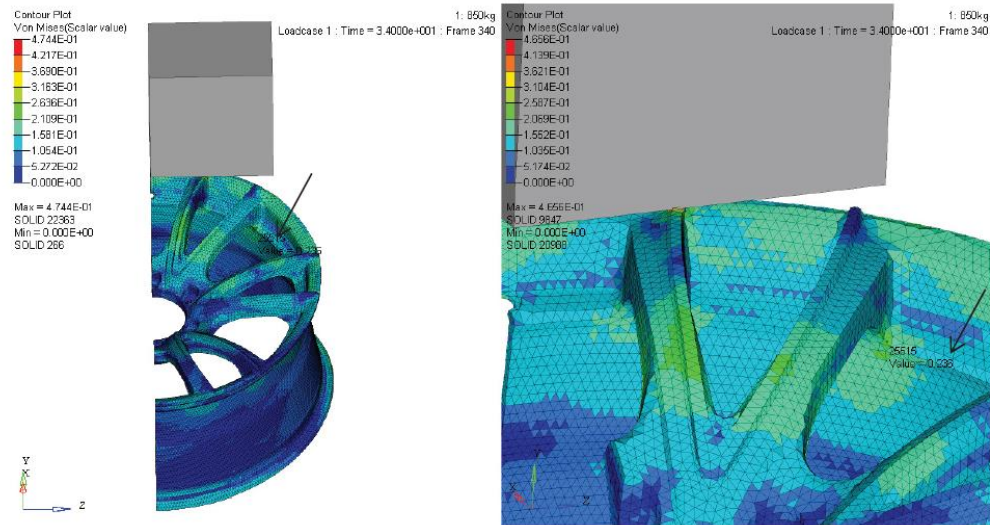 Contour Plot
Von Mises(Scalar value)
4.744E-01
4.217E-01
3.690E-01
3.163E-01
2.636E-01
2.109E-01
1.581E-01
1.054E-01
5.272E-02
0.000E+00
Max = 4.744E-01
SOLID 22363
Min = 0.000E+00
SOLID 266
1: 850kg
Loadcase 1 : Time = 3.4000e+001 : Frame 340
Y
X
Z
Contour Plot
Von Mises(Scalar value)
4.656E-01
4.139E-01
3.621E-01
3.104E-01
2.587E-01
2.069E-01
1.552E-01
1.035E-01
5.174E-02
0.000E+00
Max = 4.656E-01
SOLID 9847
Min = 0.000E+00
SOLID 20988
1: 850kg
Loadcase 1 : Time = 3.4000e+001 : Frame 340
25615
Value = 0.236
Y
X
Z